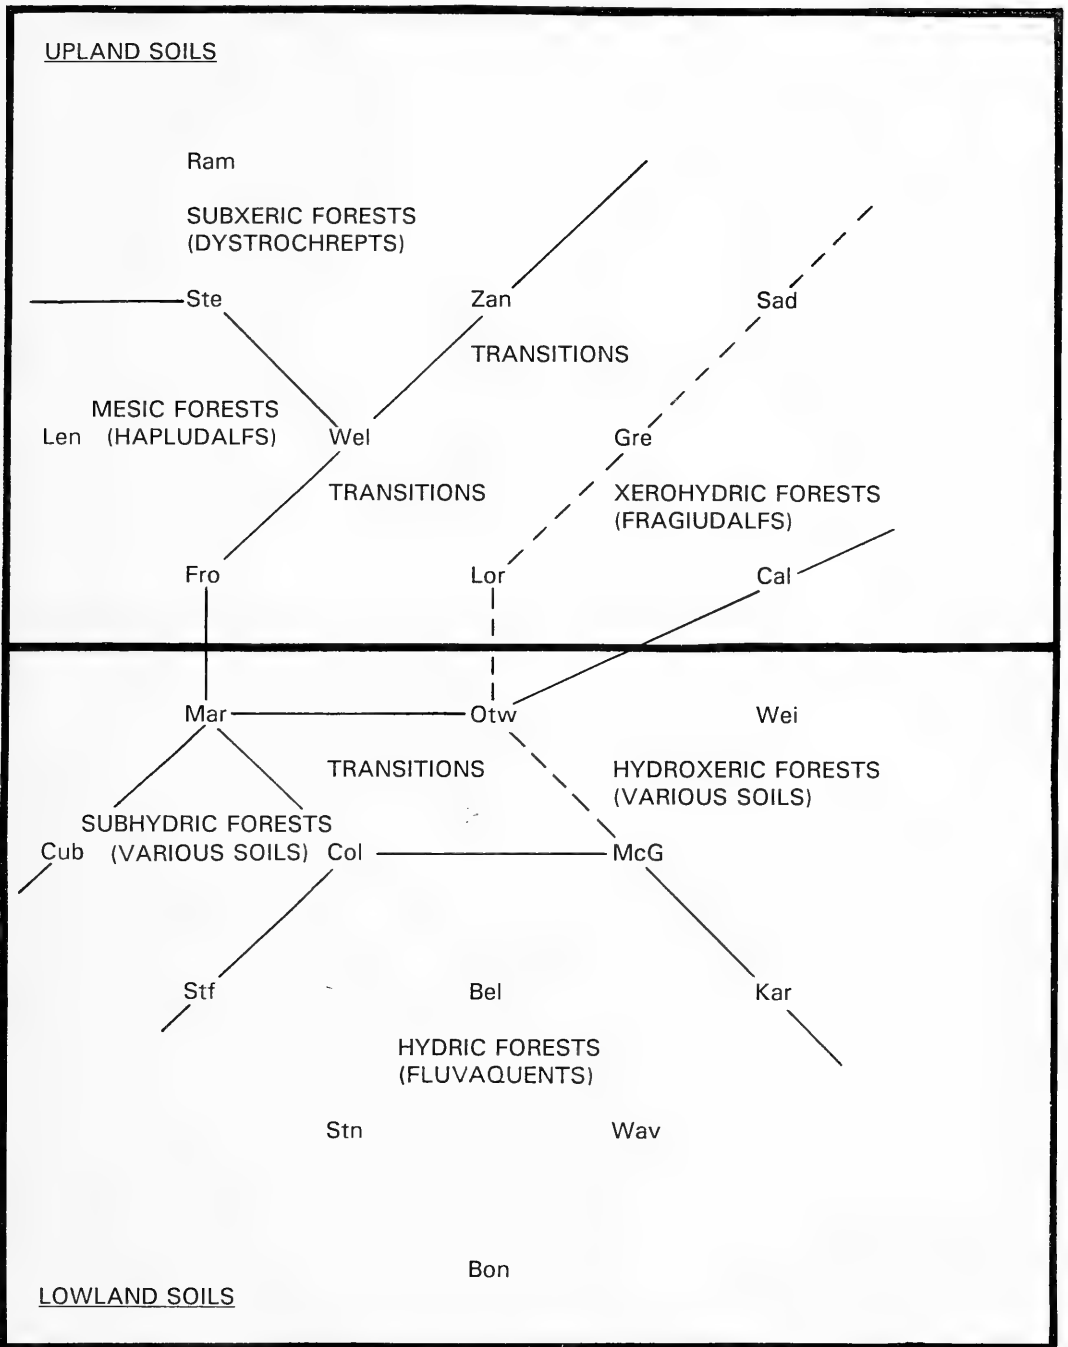 UPLAND SOILS
Ram
SUBXERIC FORESTS
(DYSTROCHREPTS)
Ste Zan Sad
TRANSITIONS
MESIC FORESTS
Len (HAPLUDALFS) Wel Gre
TRANSITIONS XEROHYDRIC FORESTS
(FRAGIUDALFS)
Fro Lor Cal
Mar Otw Wei
TRANSITIONS HYDROXERIC FORESTS
(VARIOUS SOILS)
SUBHYDRIC FORESTS
Cub (VARIOUS SOILS) Col McG
Stf Bel Kar
HYDRIC FORESTS
(FLUVAQUENTS)
Stn Wav
Bon
LOWLAND SOILS